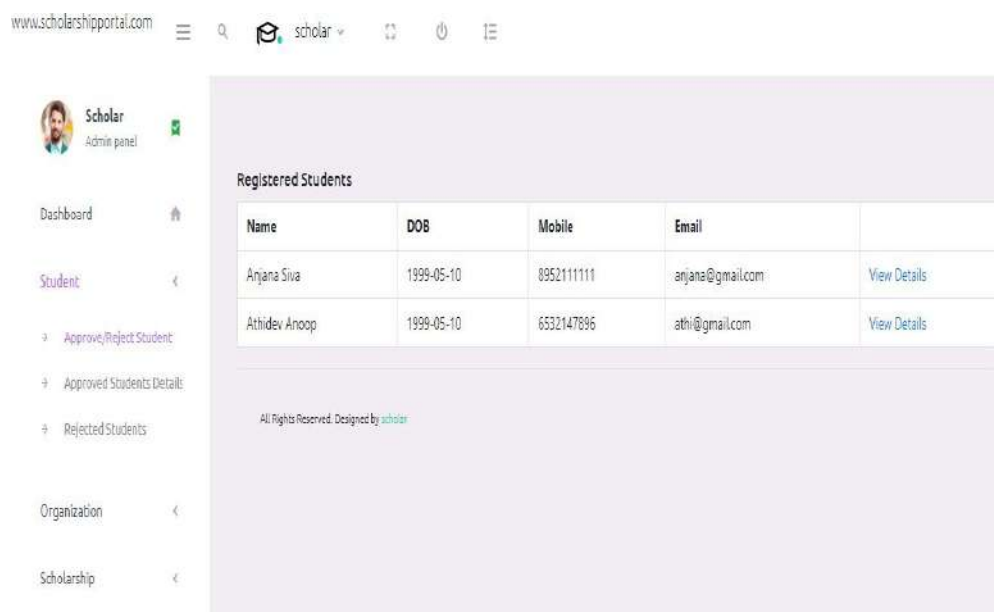 www.scholarshipportal.com
scholar
Scholar
Admin panel
Dashboard
Student
Approve/Reject Student
Approved Students Details
Rejected Students
Organization
Scholarship
Registered Students
Name DOB Mobile Email
Anjana Siva 1999-05-10 8952111111 anjana@gmail.com View Details
Athidev Anoop 1999-05-10 6532147896 athi@gmail.com View Details
All Rights Reserved. Designed by scholar